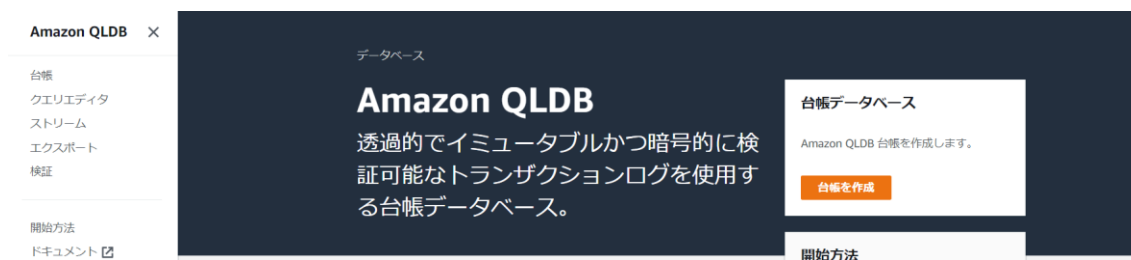 Amazon QLDB
台帳
クエリエディタ
ストリーム
エクスポート
検証
開始方法
ドキュメント
データベース
Amazon QLDB
透過的でイミュータブルかつ暗号的に検
証可能なトランザクションログを使用す
る台帳データベース。
台帳データベース
Amazon QLDB 台帳を作成します。
台帳を作成
開始方法